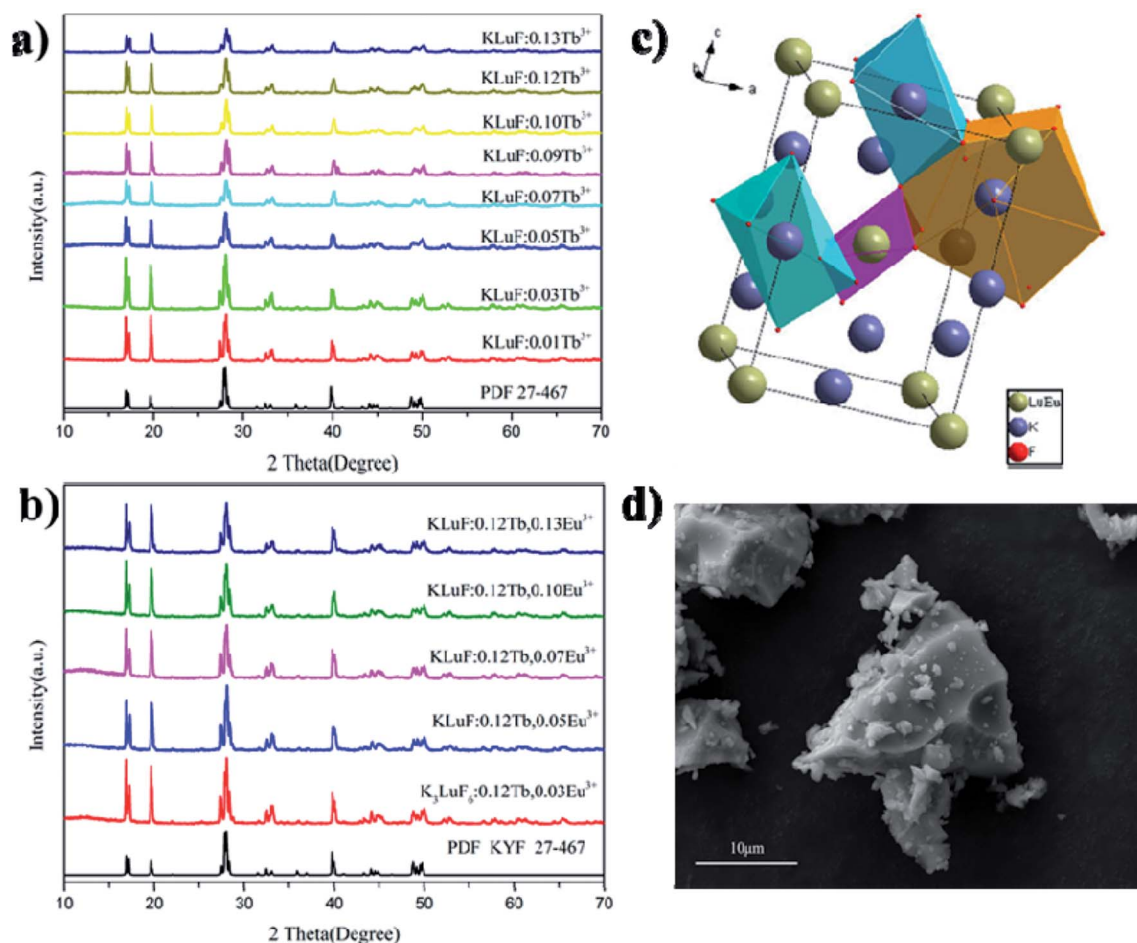 a)
Intensity(a.u.)
KLuF:0.13Tb³⁺
KLuF:0.12Tb³⁺
KLuF:0.10Tb³⁺
KLuF:0.09Tb³⁺
KLuF:0.07Tb³⁺
KLuF:0.05Tb³⁺
KLuF:0.03Tb³⁺
KLuF:0.01Tb³⁺
PDF 27-467
10 20 30 40 50 60 70
2 Theta(Degree)
c)
c
a
LuEu
K
F
b)
Intensity(a.u.)
KLuF:0.12Tb,0.13Eu³⁺
KLuF:0.12Tb,0.10Eu³⁺
KLuF:0.12Tb,0.07Eu³⁺
KLuF:0.12Tb,0.05Eu³⁺
K₃LuF₆:0.12Tb,0.03Eu³⁺
PDF KYF 27-467
10 20 30 40 50 60 70
2 Theta(Degree)
d)
10μm